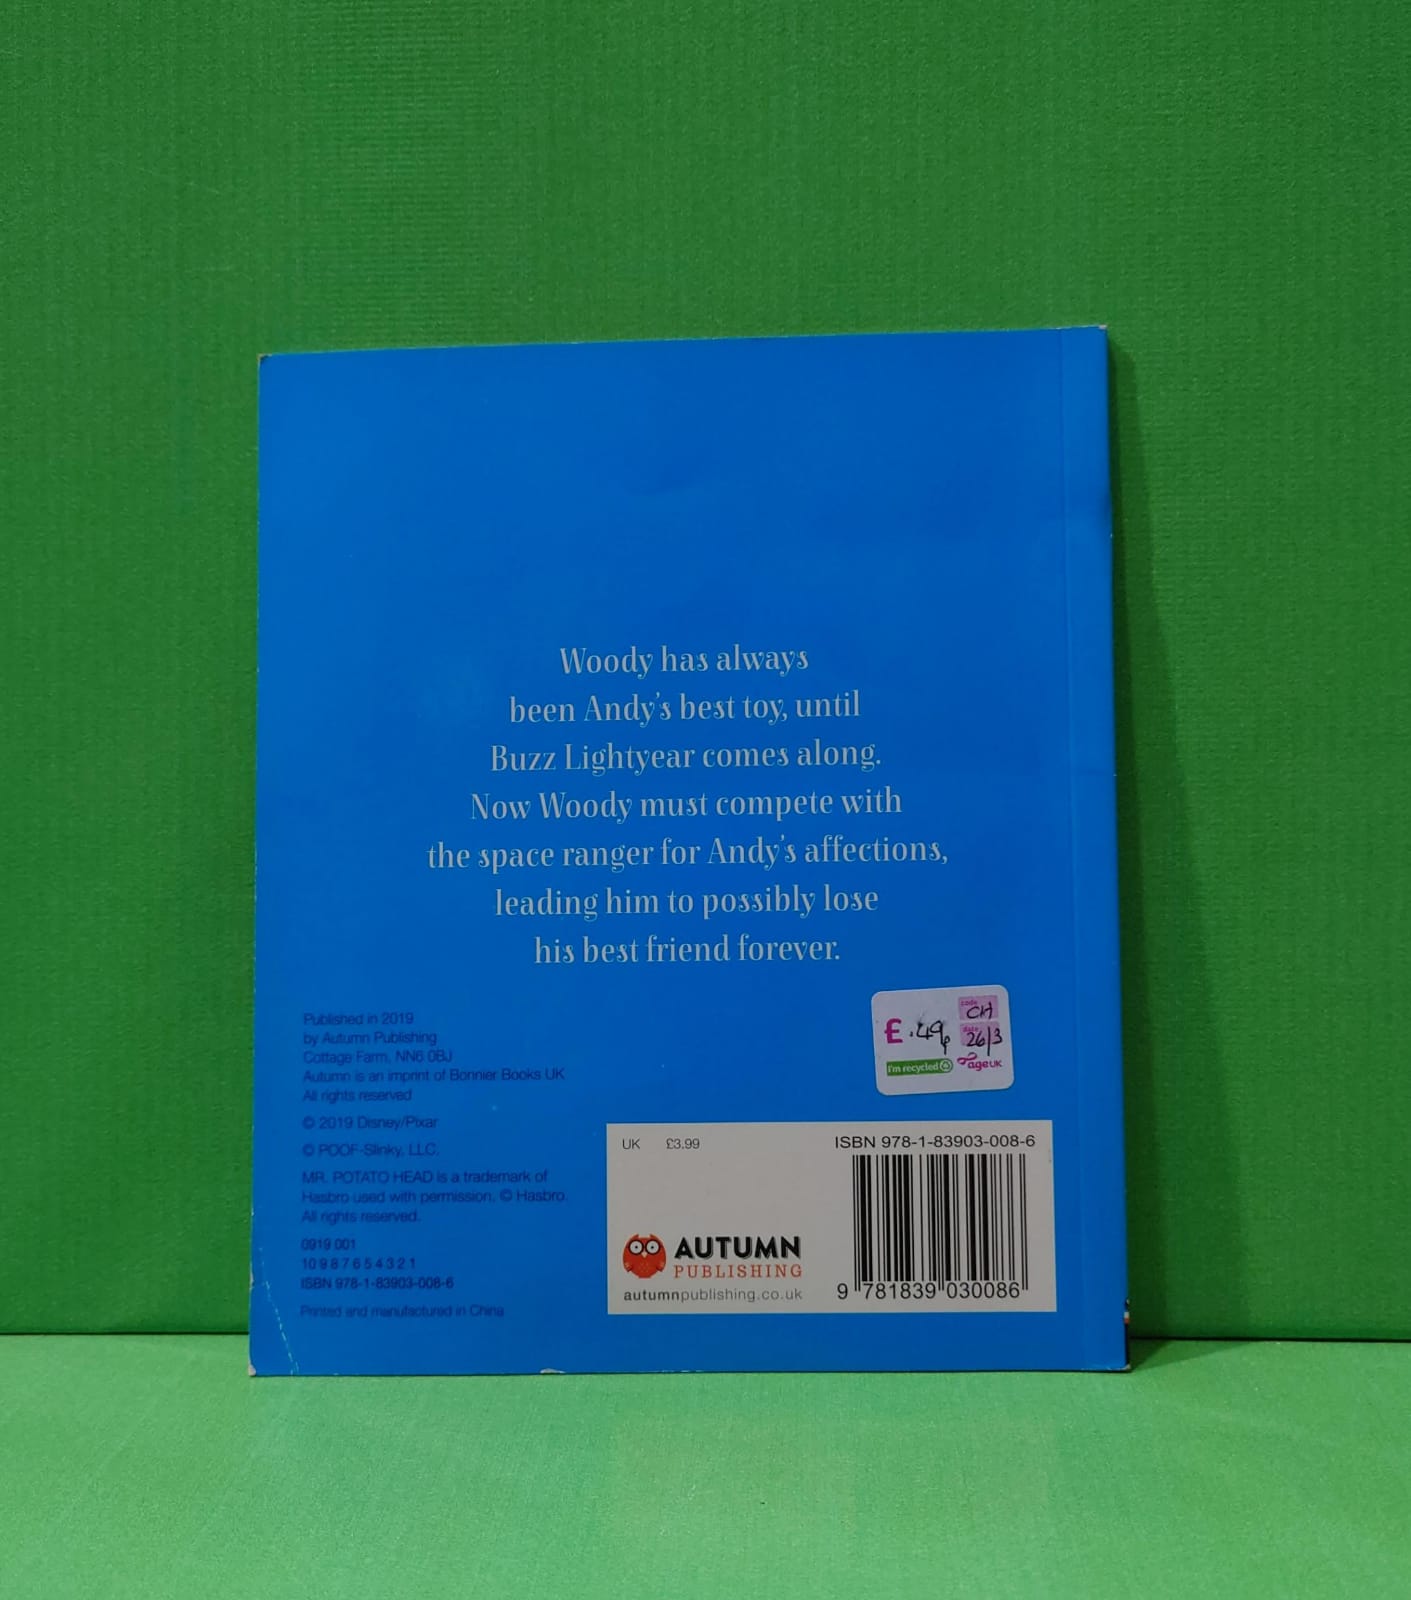 Woody has always
been Andy's best toy, until
Buzz Lightyear comes along.
Now Woody must compete with
the space ranger for Andy's affections,
leading him to possibly lose
his best friend forever.
Published in 2019
by Autumn Publishing
Cottage Farm, NN6 0BJ
Autumn is an imprint of Bonnier Books UK
All rights reserved
© 2019 Disney/Pixar
© POOF-Slinky, LLC.
MR. POTATO HEAD is a trademark of
Hasbro used with permission. © Hasbro.
All rights reserved.
0919 001
10 9 8 7 6 5 4 3 2 1
ISBN 978-1-83903-008-6
Printed and manufactured in China
£ .49p
code
CH
date
26/3
I'm recycled
age UK
UK £3.99
ISBN 978-1-83903-008-6
AUTUMN
PUBLISHING
autumnpublishing.co.uk
9 781839 030086